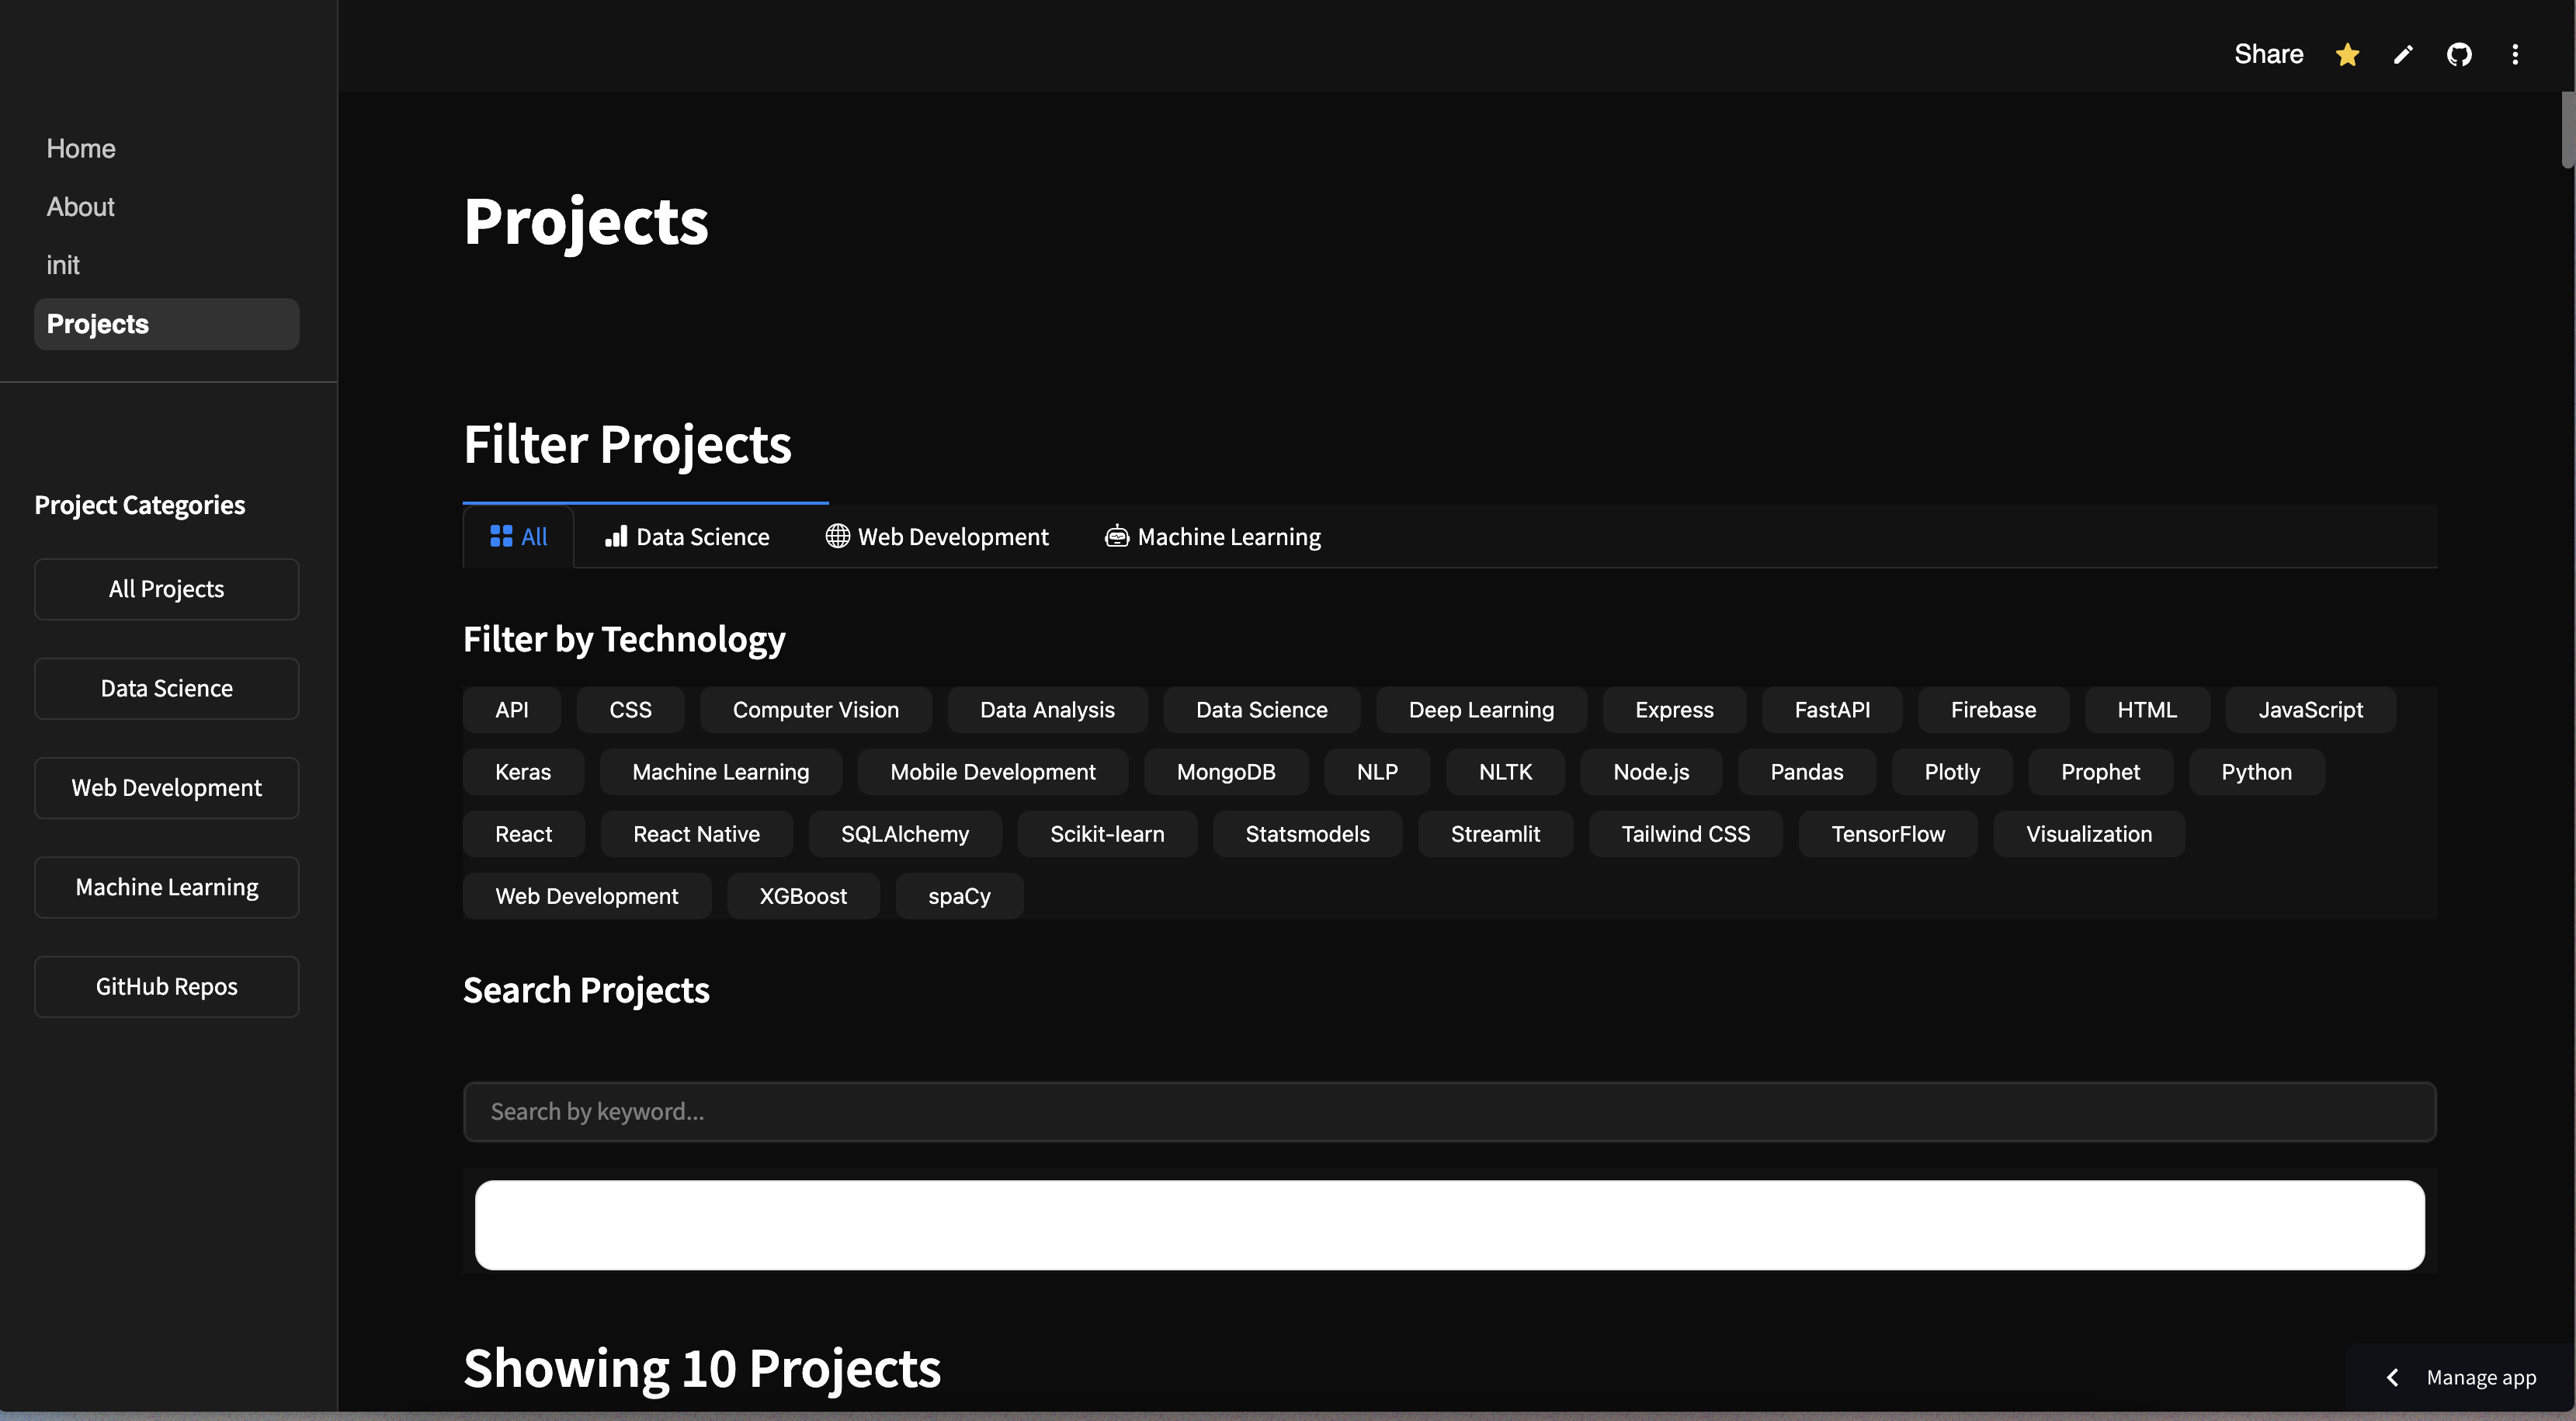 Share
Home
About
init
Projects
Project Categories
All Projects
Data Science
Web Development
Machine Learning
GitHub Repos
Projects
Filter Projects
All Data Science Web Development Machine Learning
Filter by Technology
API CSS Computer Vision Data Analysis Data Science Deep Learning Express FastAPI Firebase HTML JavaScript
Keras Machine Learning Mobile Development MongoDB NLP NLTK Node.js Pandas Plotly Prophet Python
React React Native SQLAlchemy Scikit-learn Statsmodels Streamlit Tailwind CSS TensorFlow Visualization
Web Development XGBoost spaCy
Search Projects
Search by keyword...
Showing 10 Projects
Manage app